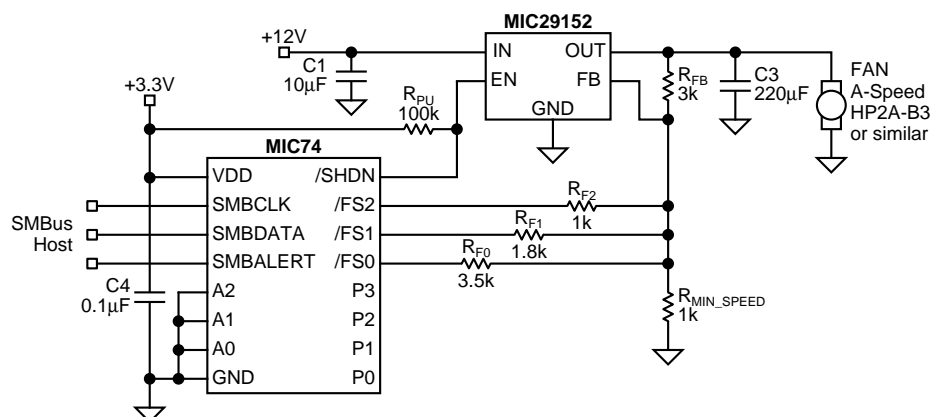 MIC29152
+12V
IN OUT
C1
10µF
EN FB
GND
R_FB
3k
C3
220µF
FAN
A-Speed
HP2A-B3
or similar
+3.3V
R_PU
100k
MIC74
VDD /SHDN
SMBCLK /FS2
SMBDATA /FS1
SMBALERT /FS0
A2 P3
A1 P2
A0 P1
GND P0
SMBus
Host
C4
0.1µF
R_F2
1k
R_F1
1.8k
R_F0
3.5k
R_MIN_SPEED
1k